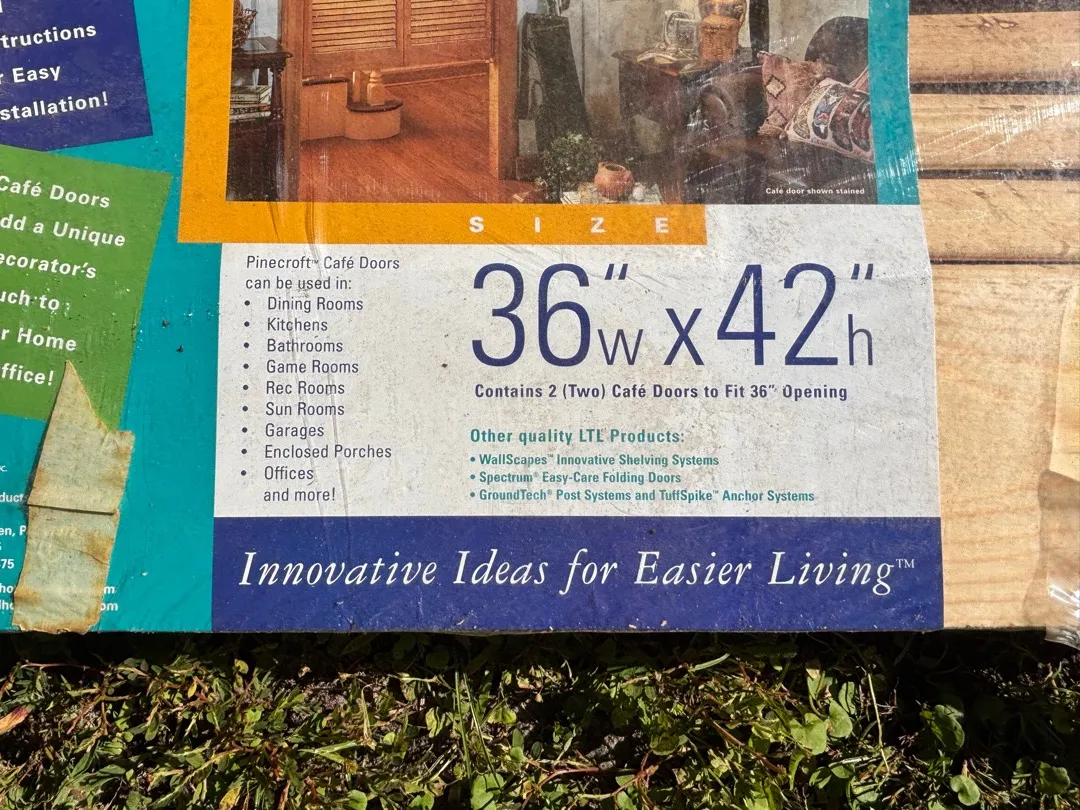 tructions
r Easy
stallation!
Café Doors
dd a Unique
ecorator's
uch to
r Home
ffice!
Café door shown stained
SIZE
Pinecroft™ Café Doors
can be used in:
• Dining Rooms
• Kitchens
• Bathrooms
• Game Rooms
• Rec Rooms
• Sun Rooms
• Garages
• Enclosed Porches
• Offices
and more!
36"w x 42"h
Contains 2 (Two) Café Doors to Fit 36" Opening
Other quality LTL Products:
• WallScapes™ Innovative Shelving Systems
• Spectrum® Easy-Care Folding Doors
• GroundTech® Post Systems and TuffSpike™ Anchor Systems
Innovative Ideas for Easier Living™